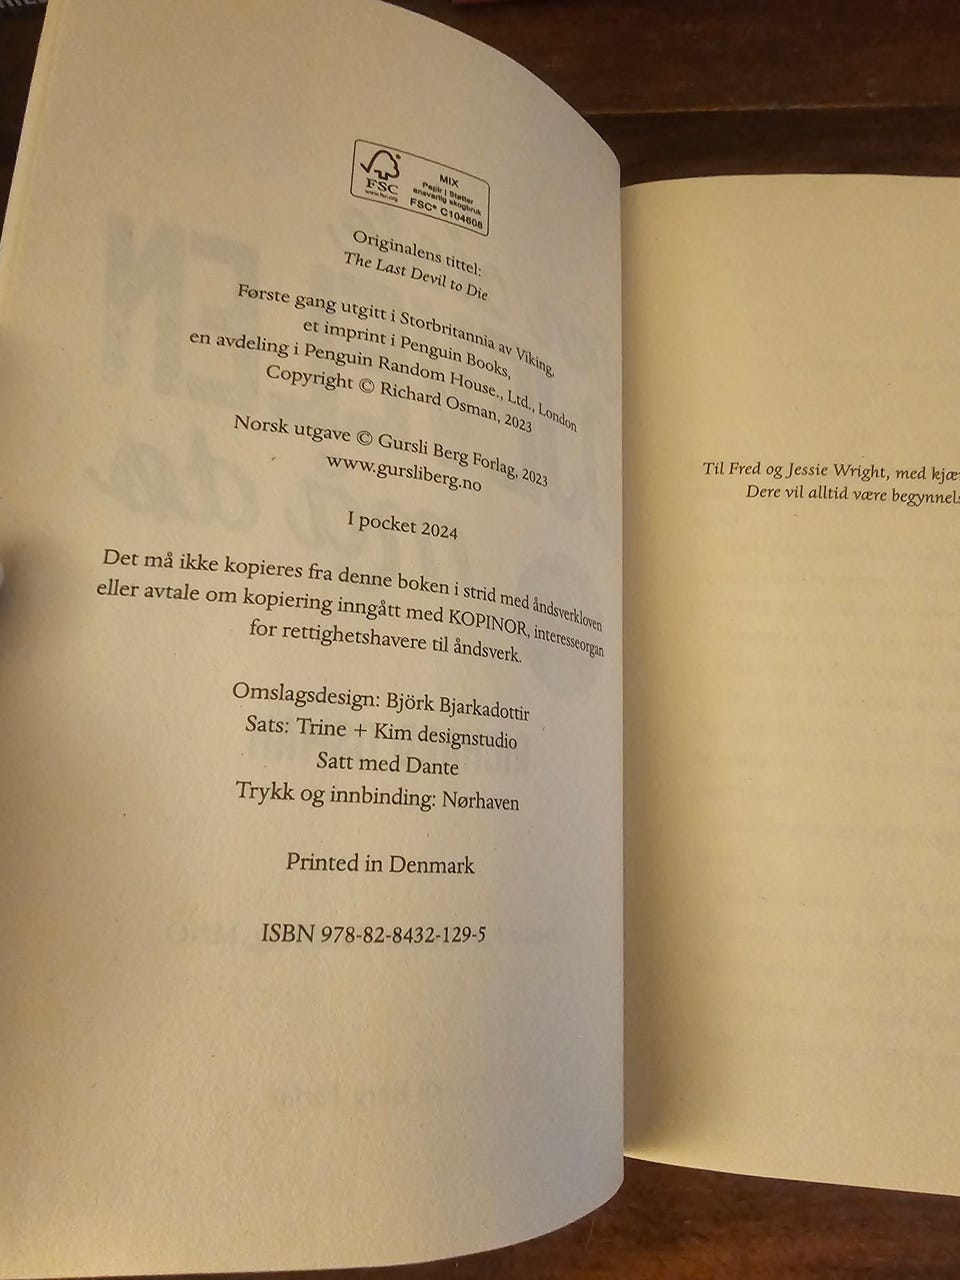 FSC
www.fsc.org
MIX
Papir | Støtter
ansvarlig skogbruk
FSC® C104608
Originalens tittel:
The Last Devil to Die
Første gang utgitt i Storbritannia av Viking,
et imprint i Penguin Books,
en avdeling i Penguin Random House., Ltd., London
Copyright © Richard Osman, 2023
Norsk utgave © Gursli Berg Forlag, 2023
www.gursliberg.no
I pocket 2024
Det må ikke kopieres fra denne boken i strid med åndsverkloven
eller avtale om kopiering inngått med KOPINOR, interesseorgan
for rettighetshavere til åndsverk.
Omslagsdesign: Björk Bjarkadottir
Sats: Trine + Kim designstudio
Satt med Dante
Trykk og innbinding: Nørhaven
Printed in Denmark
ISBN 978-82-8432-129-5
Til Fred og Jessie Wright, med kjær
Dere vil alltid være begynnels